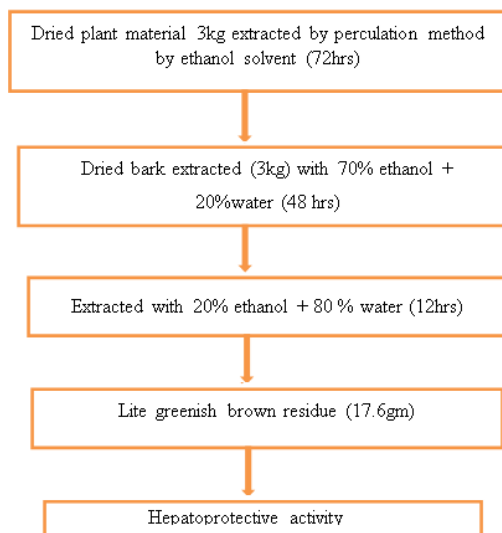 Dried plant material 3kg extracted by perculation method
by ethanol solvent (72hrs)
Dried bark extracted (3kg) with 70% ethanol +
20%water (48 hrs)
Extracted with 20% ethanol + 80 % water (12hrs)
Lite greenish brown residue (17.6gm)
Hepatoprotective activity